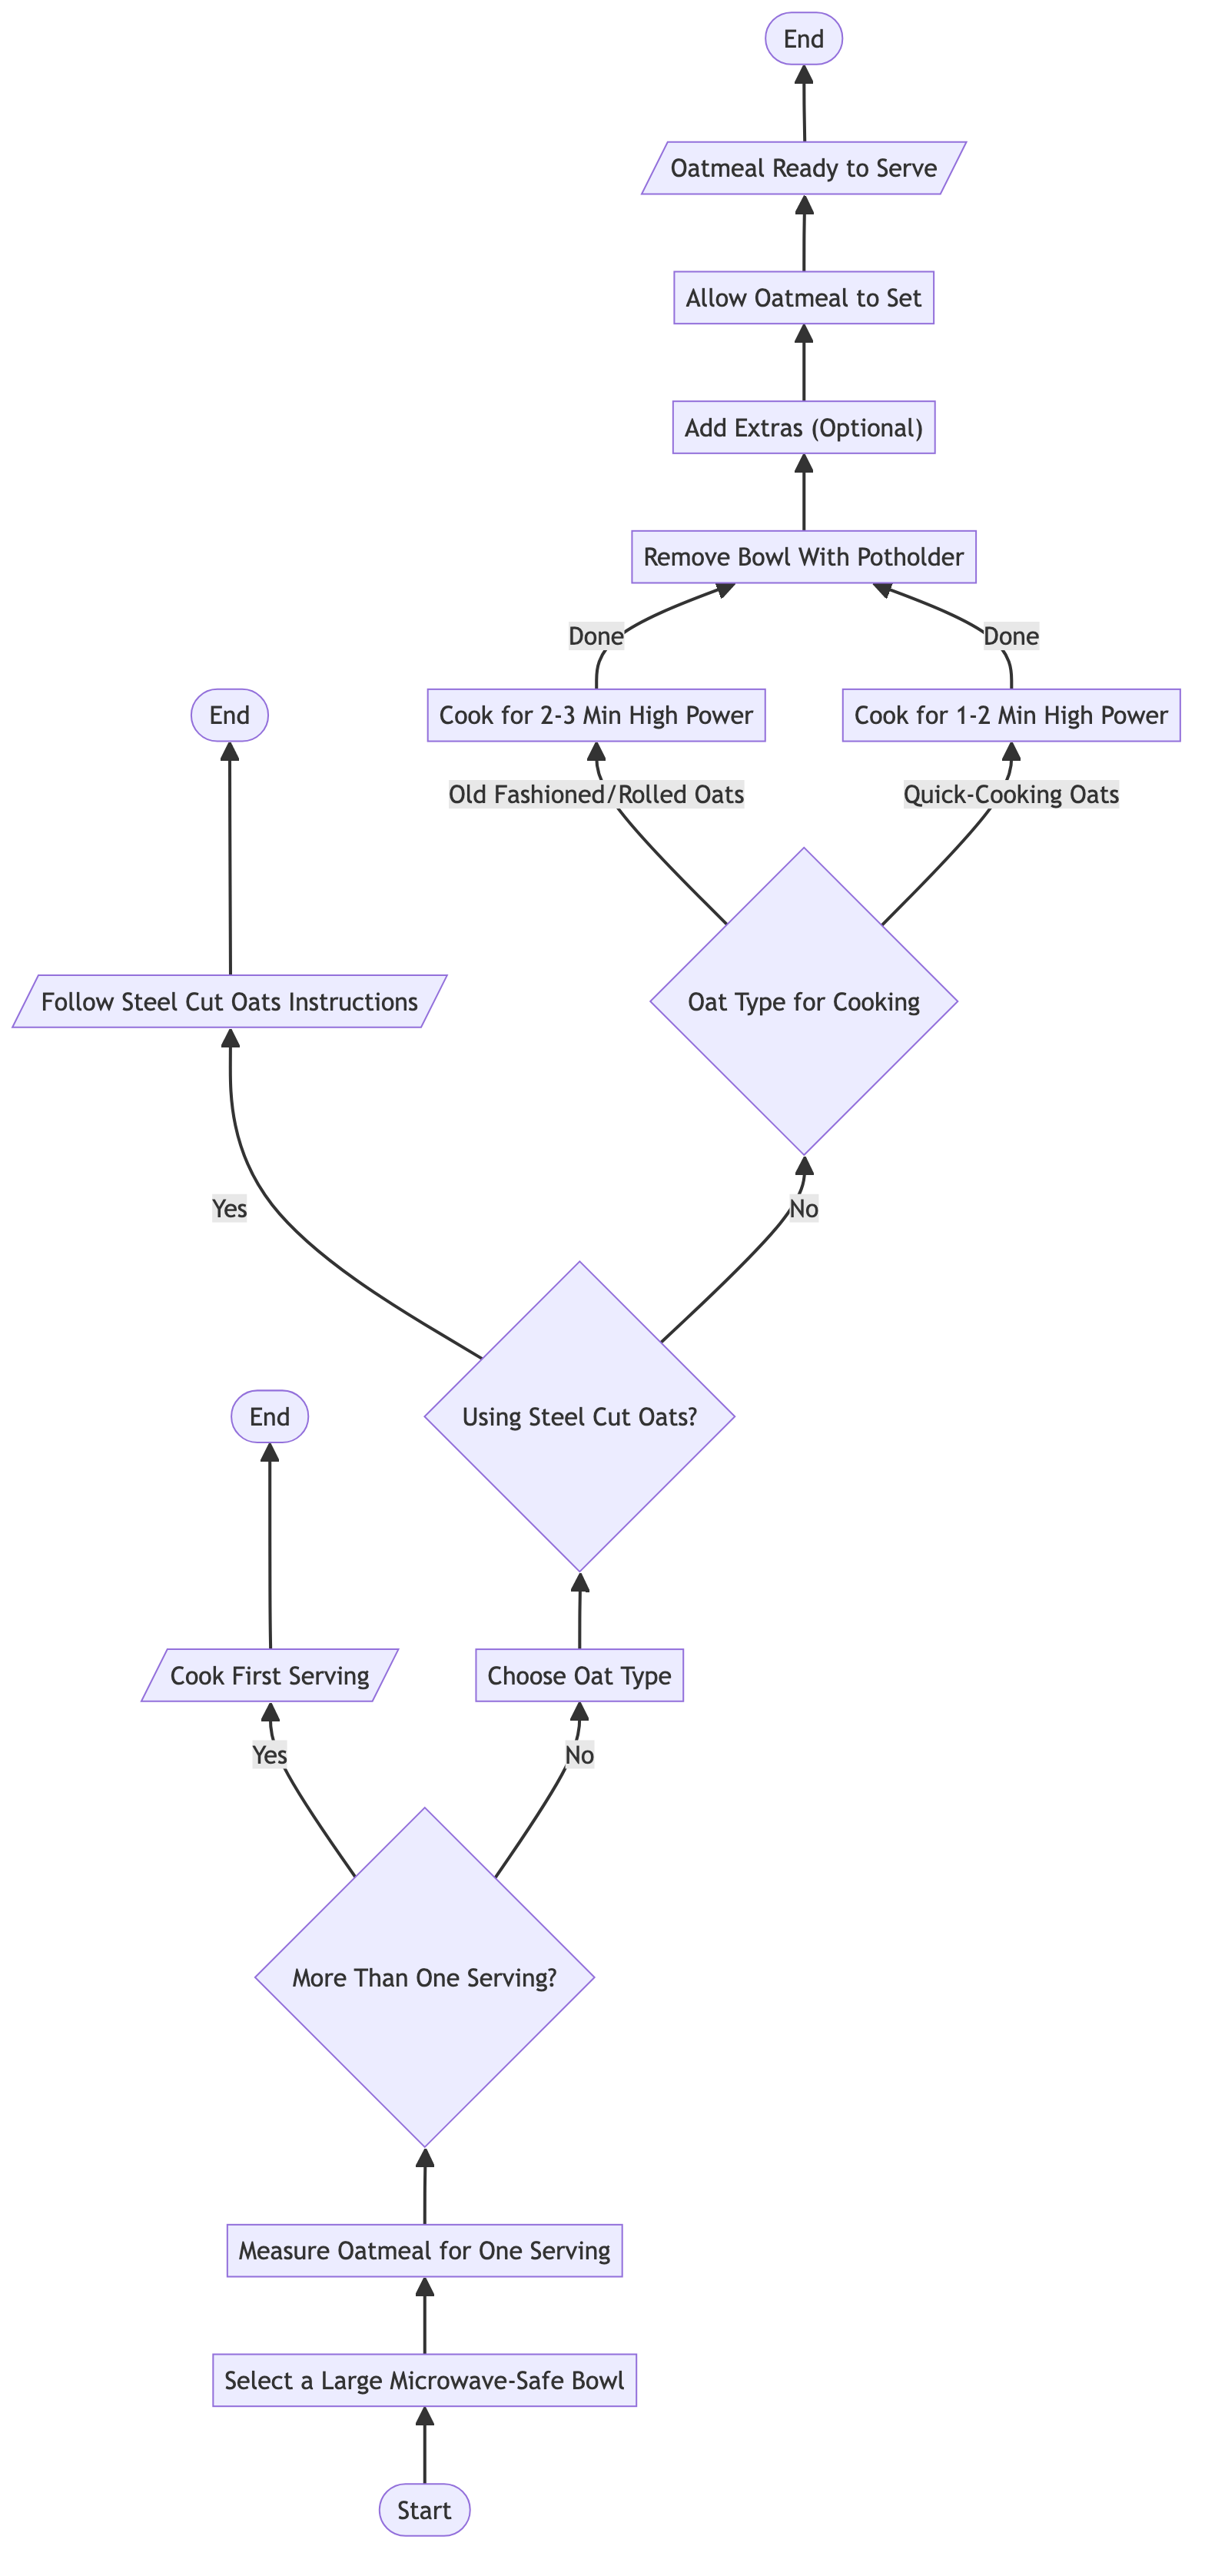 End
Oatmeal Ready to Serve
Allow Oatmeal to Set
Add Extras (Optional)
Remove Bowl With Potholder
Done
Done
End
Cook for 2-3 Min High Power
Cook for 1-2 Min High Power
Old Fashioned/Rolled Oats
Quick-Cooking Oats
Follow Steel Cut Oats Instructions
Oat Type for Cooking
Yes
No
End
Using Steel Cut Oats?
Cook First Serving
Choose Oat Type
Yes
No
More Than One Serving?
Measure Oatmeal for One Serving
Select a Large Microwave-Safe Bowl
Start